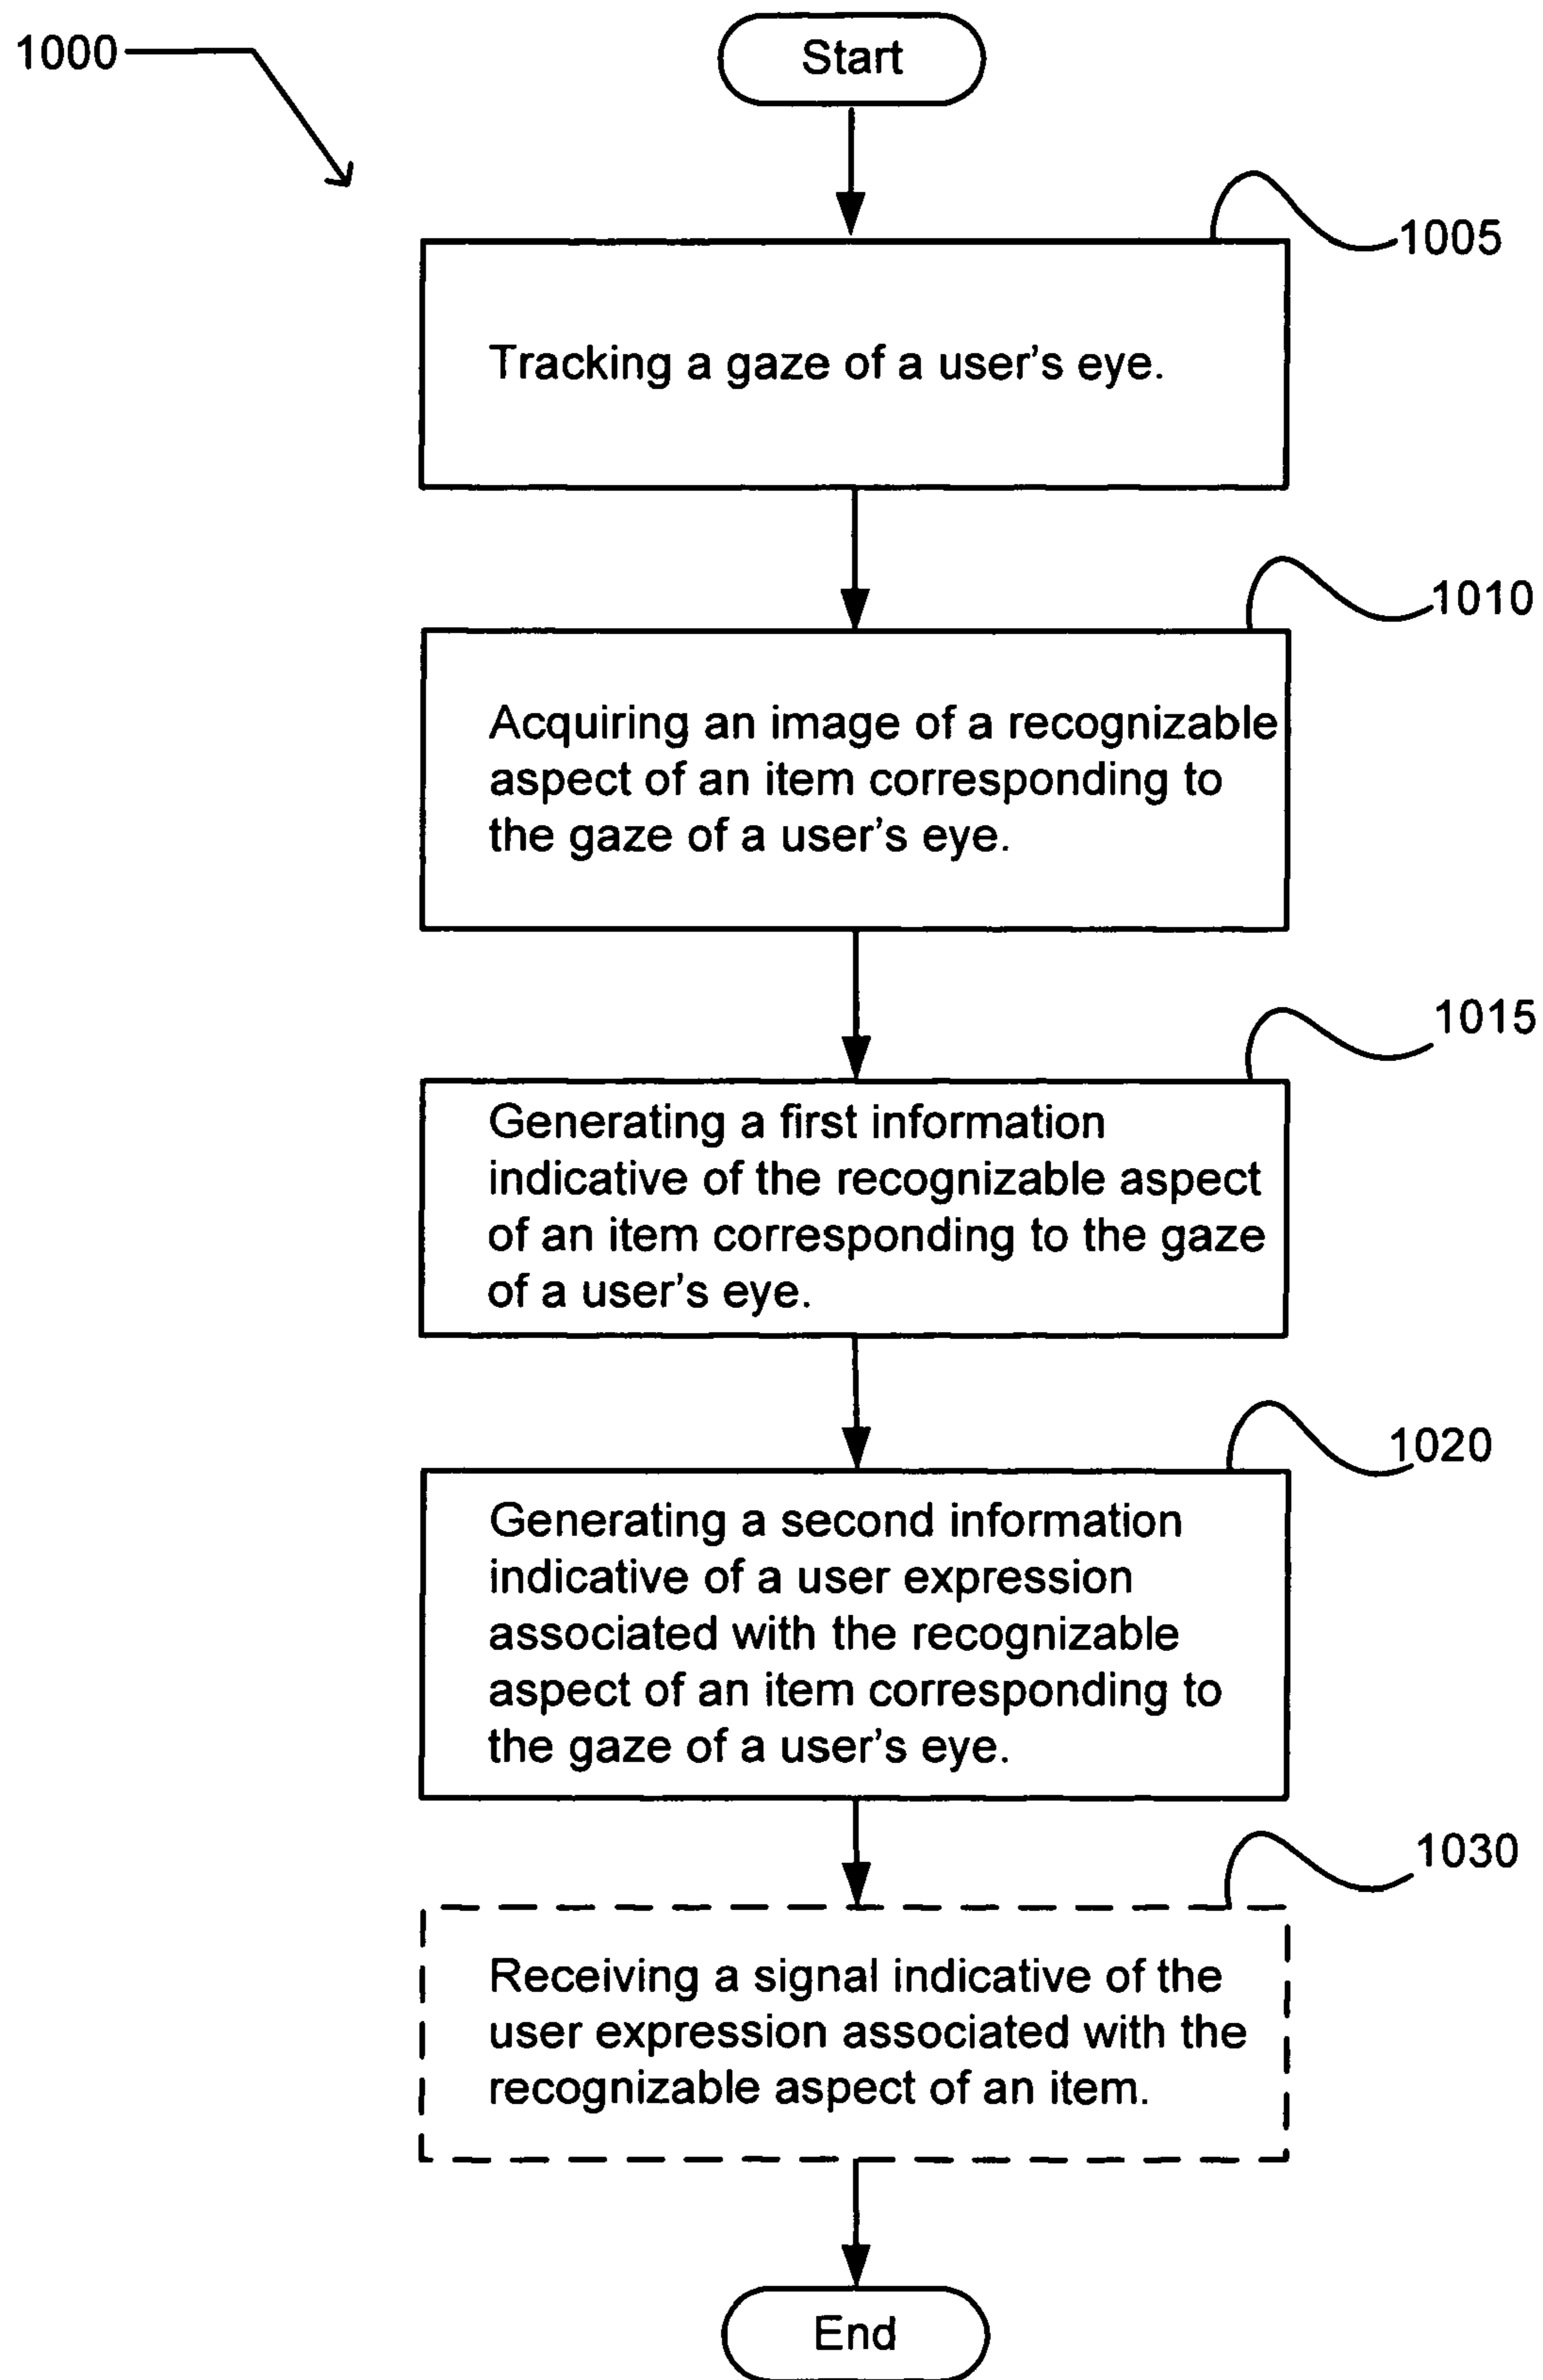 1000
Start
1005
Tracking a gaze of a user's eye.
1010
Acquiring an image of a recognizable
aspect of an item corresponding to
the gaze of a user's eye.
1015
Generating a first information
indicative of the recognizable aspect
of an item corresponding to the gaze
of a user's eye.
1020
Generating a second information
indicative of a user expression
associated with the recognizable
aspect of an item corresponding to
the gaze of a user's eye.
1030
Receiving a signal indicative of the
user expression associated with the
recognizable aspect of an item.
End